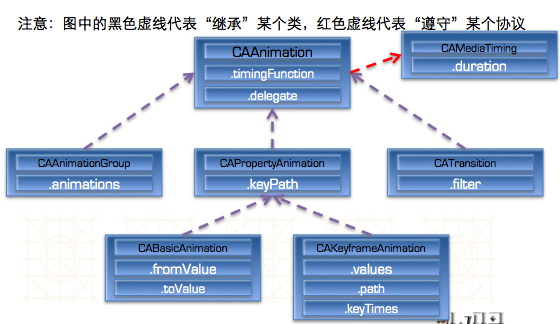 注意：图中的黑色虚线代表“继承”某个类，红色虚线代表“遵守”某个协议
CAAnimation
.timingFunction
.delegate
CAMediaTiming
.duration
CAAnimationGroup
.animations
CAPropertyAnimation
.keyPath
CATransition
.filter
CABasicAnimation
.fromValue
.toValue
CAKeyframeAnimation
.values
.path
.keyTimes